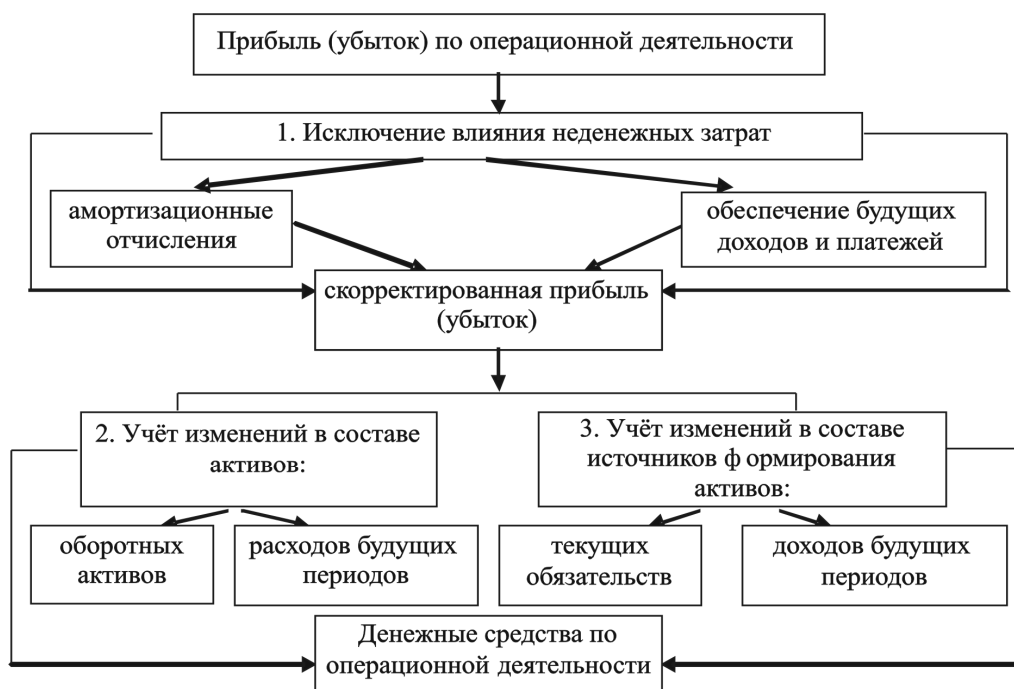 Прибыль (убыток) по операционной деятельности
1. Исключение влияния неденежных затрат
амортизационные
отчисления
обеспечение будущих
доходов и платежей
скорректированная прибыль
(убыток)
2. Учёт изменений в составе
активов:
3. Учёт изменений в составе
источников ф ормирования
активов:
оборотных
активов
расходов будущих
периодов
текущих
обязательств
доходов будущих
периодов
Денежные средства по
операционной деятельности